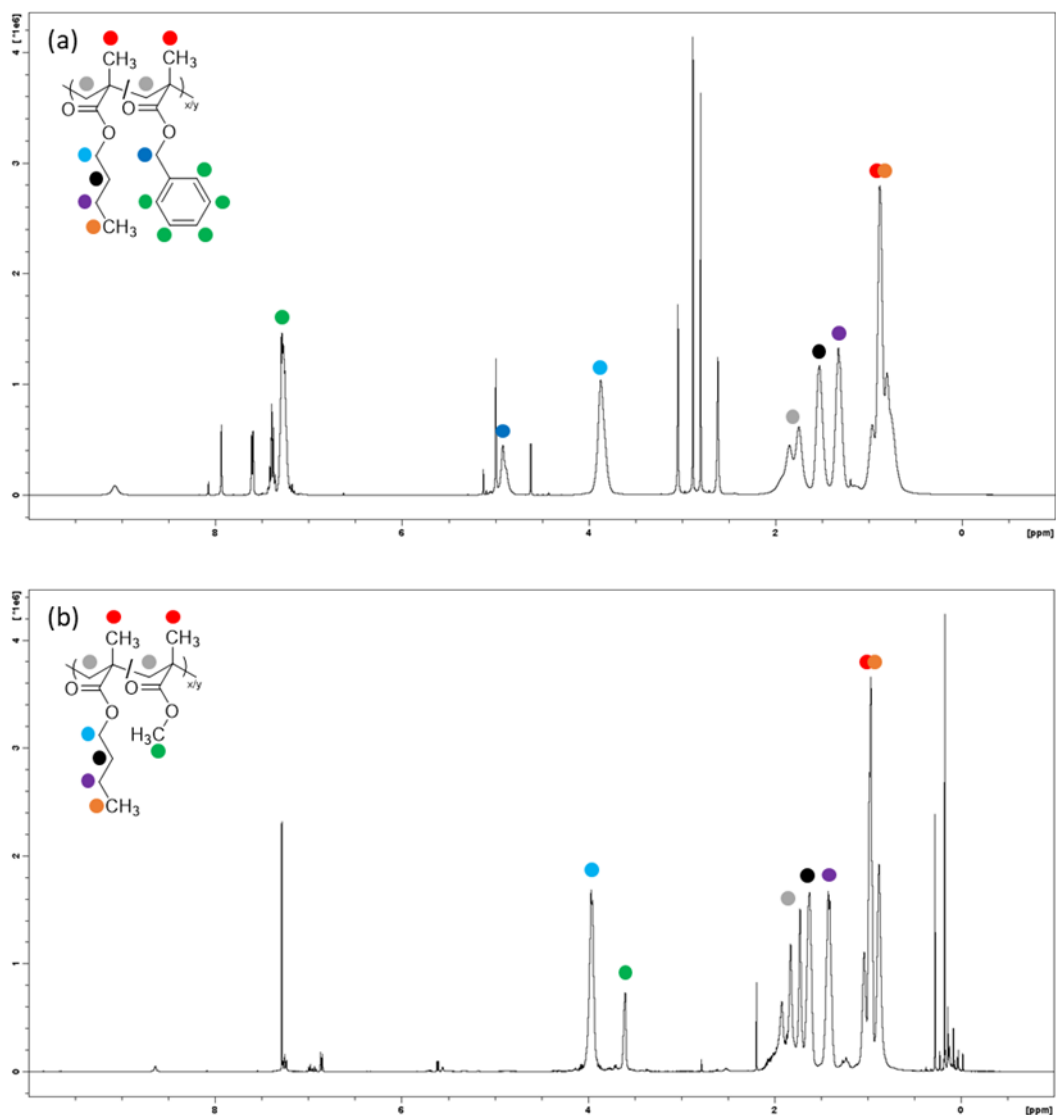 [*1e6]
4
3
2
1
0
(a)
CH3 CH3
x/y
O O
O O
CH3
8 6 4 2 0 [ppm]
[*1e6]
4
3
2
1
0
(b)
CH3 CH3
x/y
O O
O O
H3C
CH3
8 6 4 2 0 [ppm]